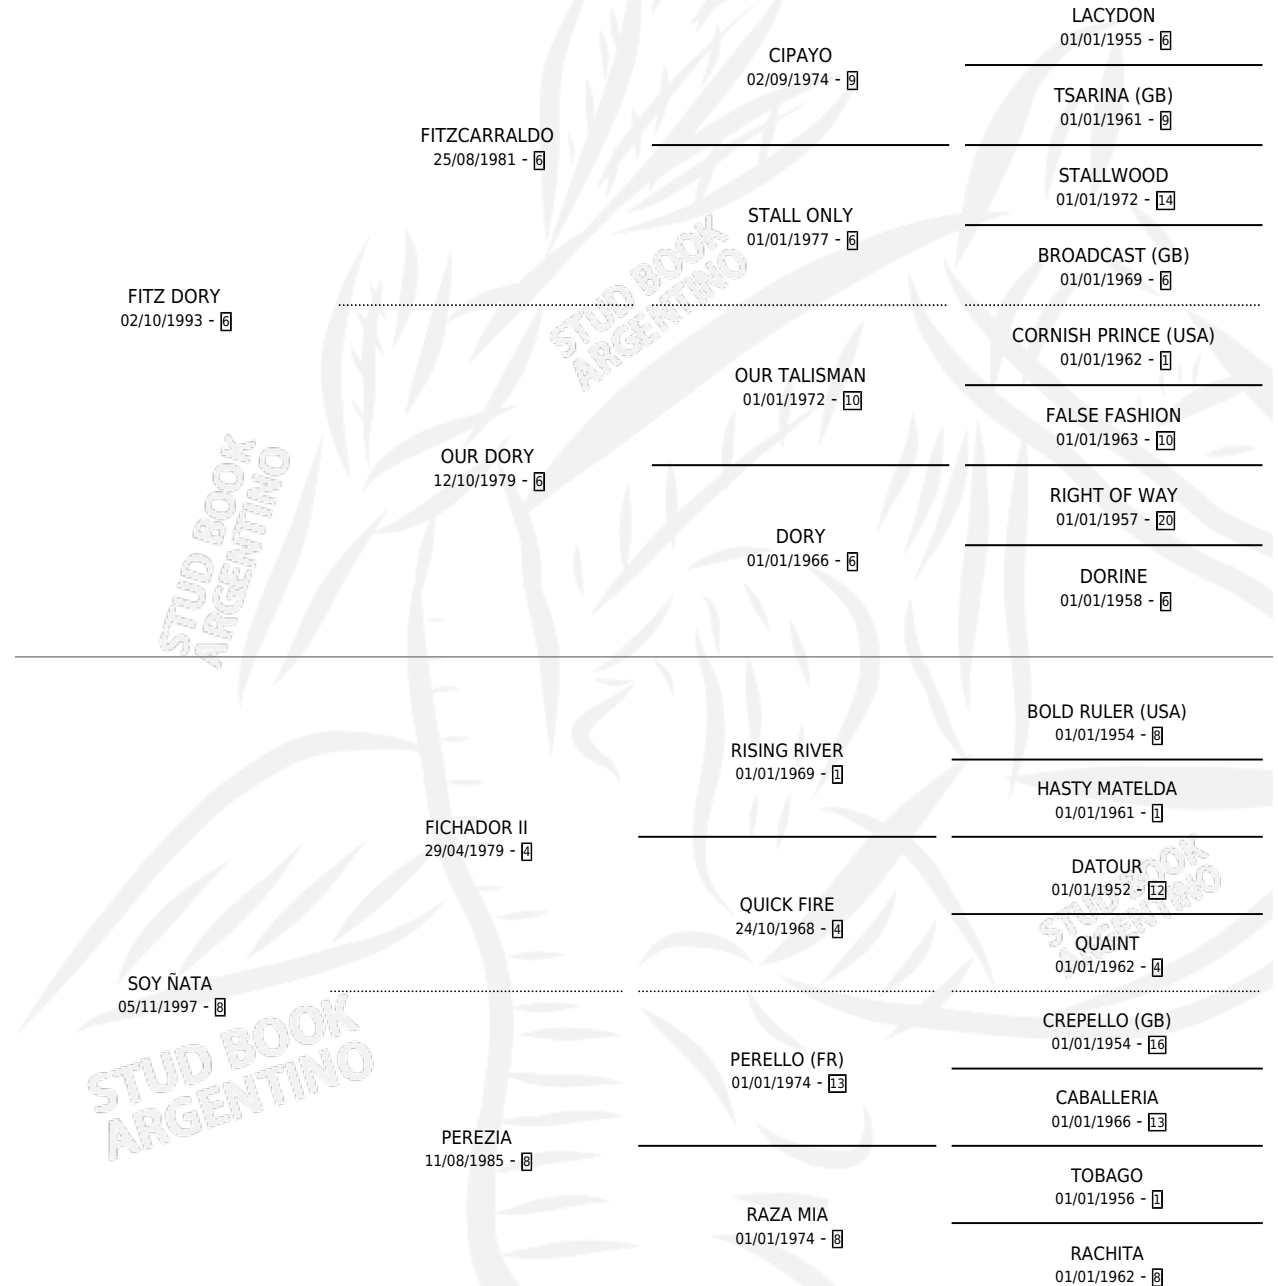 LACYDON
01/01/1955 - 6
CIPAYO
02/09/1974 - 9
TSARINA (GB)
01/01/1961 - 9
FITZCARRALDO
25/08/1981 - 6
STALLWOOD
01/01/1972 - 14
STALL ONLY
01/01/1977 - 6
BROADCAST (GB)
01/01/1969 - 6
FITZ DORY
02/10/1993 - 6
STUD BOOK
ARGENTINO
CORNISH PRINCE (USA)
01/01/1962 - 1
OUR TALISMAN
01/01/1972 - 10
FALSE FASHION
01/01/1963 - 10
OUR DORY
12/10/1979 - 6
RIGHT OF WAY
01/01/1957 - 20
DORY
01/01/1966 - 6
DORINE
01/01/1958 - 6
STUD BOOK
ARGENTINO
BOLD RULER (USA)
01/01/1954 - 8
RISING RIVER
01/01/1969 - 1
HASTY MATELDA
01/01/1961 - 1
FICHADOR II
29/04/1979 - 4
DATOUR
01/01/1952 - 12
QUICK FIRE
24/10/1968 - 4
STUD BOOK
ARGENTINO
QUAINT
01/01/1962 - 4
SOY ÑATA
05/11/1997 - 8
CREPELLO (GB)
01/01/1954 - 16
PERELLO (FR)
01/01/1974 - 13
CABALLERIA
01/01/1966 - 13
STUD BOOK
ARGENTINO
PEREZIA
11/08/1985 - 8
TOBAGO
01/01/1956 - 1
RAZA MIA
01/01/1974 - 8
RACHITA
01/01/1962 - 8